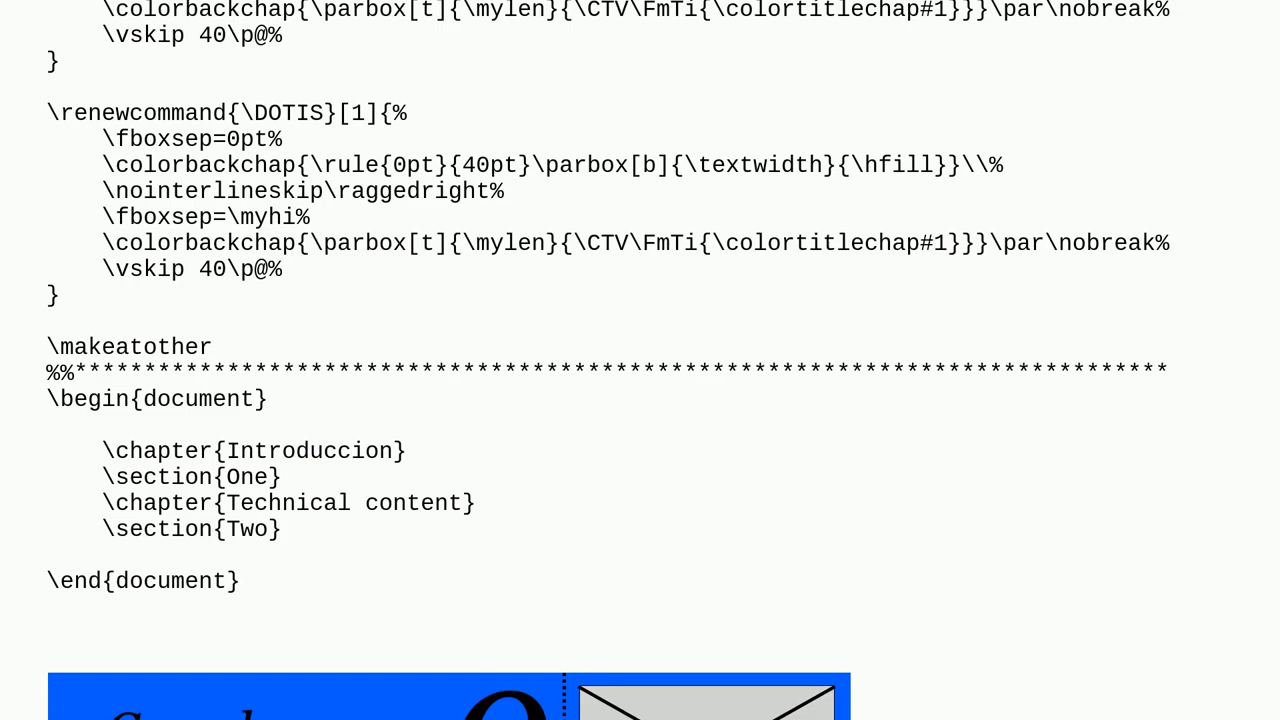 \colorbackchap{\parbox[t]{\mylen}{\CTV\FmTi{\colortitlechap#1}}}\par\nobreak%
\vskip 40\p@%
}
\renewcommand{\DOTIS}[1]{%
\fboxsep=0pt%
\colorbackchap{\rule{0pt}{40pt}\parbox[b]{\textwidth}{\hfill}}\\%
\nointerlineskip\raggedright%
\fboxsep=\myhi%
\colorbackchap{\parbox[t]{\mylen}{\CTV\FmTi{\colortitlechap#1}}}\par\nobreak%
\vskip 40\p@%
}
\makeatother
%%*******************************************************************************
\begin{document}
\chapter{Introduccion}
\section{One}
\chapter{Technical content}
\section{Two}
\end{document}